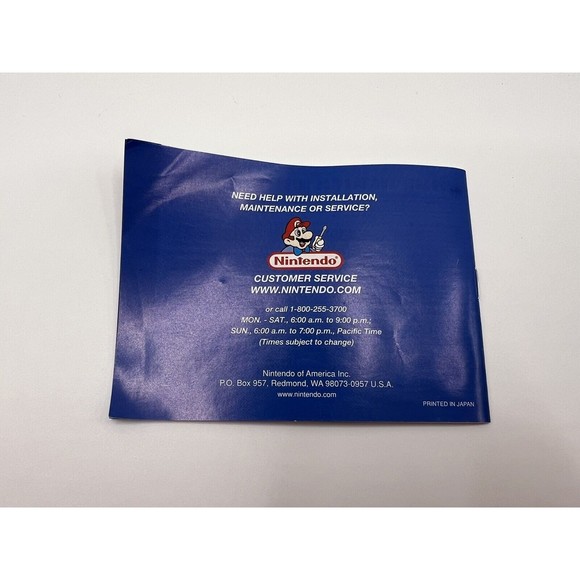 NEED HELP WITH INSTALLATION,
MAINTENANCE OR SERVICE?
Nintendo®
CUSTOMER SERVICE
WWW.NINTENDO.COM
or call 1-800-255-3700
MON. - SAT., 6:00 a.m. to 9:00 p.m.;
SUN., 6:00 a.m. to 7:00 p.m., Pacific Time
(Times subject to change)
Nintendo of America Inc.
P.O. Box 957, Redmond, WA 98073-0957 U.S.A.
www.nintendo.com
PRINTED IN JAPAN